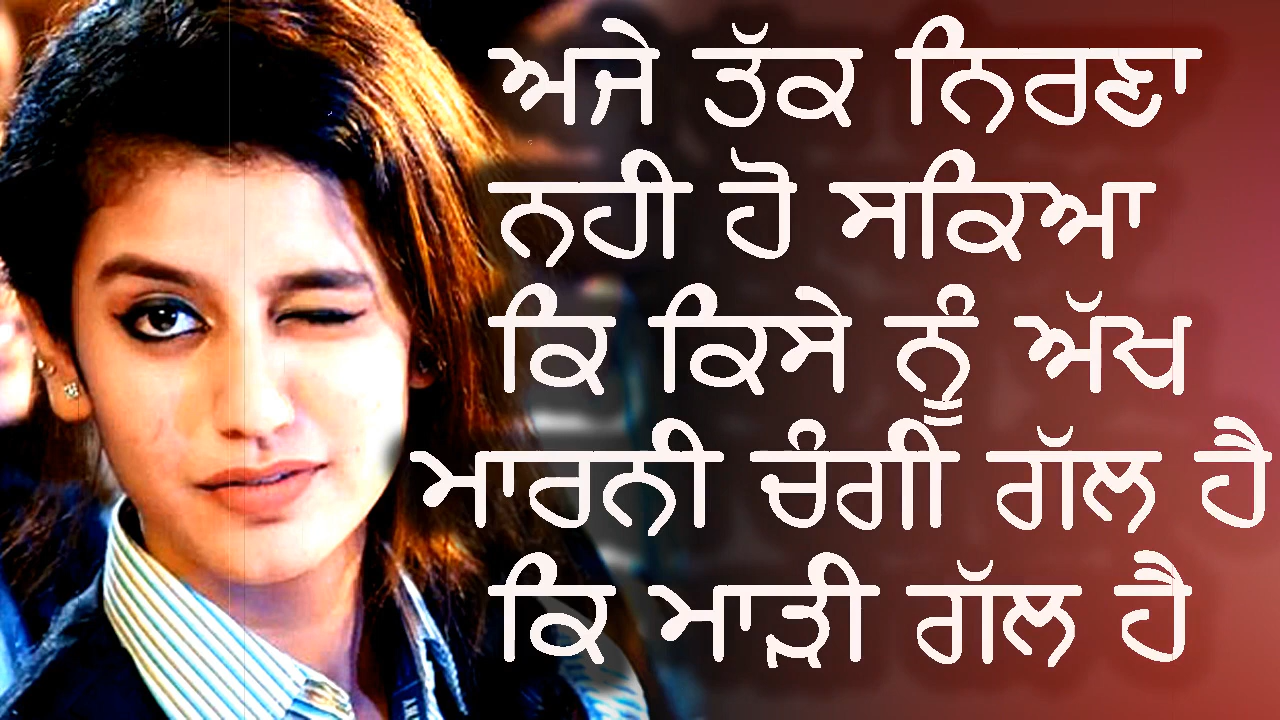 ਅਜੇ ਤੱਕ ਨਿਰਣਾ
ਨਹੀ ਹੋ ਸਕਿਆ
ਕਿ ਕਿਸੇ ਨੂੰ ਅੱਖ
ਮਾਰਨੀ ਚੰਗੀ ਗੱਲ ਹੈ
ਕਿ ਮਾੜੀ ਗੱਲ ਹੈ